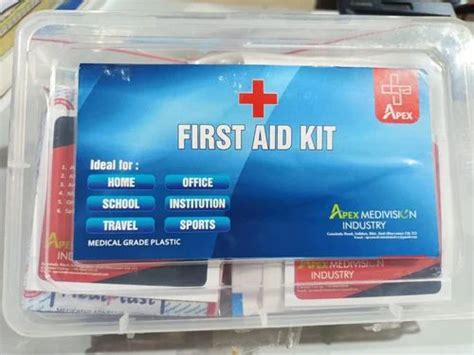 APEX
FIRST AID KIT
Ideal for :
HOME
OFFICE
SCHOOL
INSTITUTION
TRAVEL
SPORTS
MEDICAL GRADE PLASTIC
APEX MEDIVISION
INDUSTRY
APEX MEDIVISION
INDUSTRY